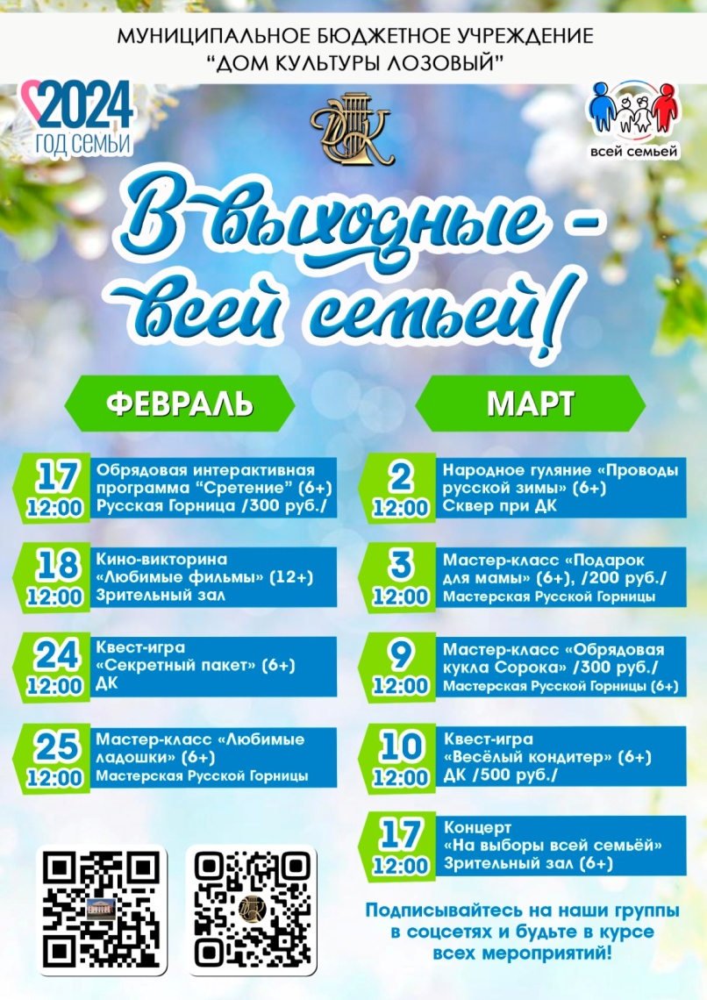 МУНИЦИПАЛЬНОЕ БЮДЖЕТНОЕ УЧРЕЖДЕНИЕ
“ДОМ КУЛЬТУРЫ ЛОЗОВЫЙ”
2024
ГОД СЕМЬИ
ДК
всей семьей
В выходные -
всей семьей!
ФЕВРАЛЬ
17
12:00
Обрядовая интерактивная
программа “Сретение” (6+)
Русская Горница /300 руб./
18
12:00
Кино-викторина
«Любимые фильмы» (12+)
Зрительный зал
24
12:00
Квест-игра
«Секретный пакет» (6+)
ДК
25
12:00
Мастер-класс «Любимые
ладошки» (6+)
Мастерская Русской Горницы
МАРТ
2
12:00
Народное гуляние «Проводы
русской зимы» (6+)
Сквер при ДК
3
12:00
Мастер-класс «Подарок
для мамы» (6+), /200 руб./
Мастерская Русской Горницы
9
12:00
Мастер-класс «Обрядовая
кукла Сорока» /300 руб./
Мастерская Русской Горницы (6+)
10
12:00
Квест-игра
«Весёлый кондитер» (6+)
ДК /500 руб./
17
12:00
Концерт
«На выборы всей семьёй»
Зрительный зал (6+)
Подписывайтесь на наши группы
в соцсетях и будьте в курсе
всех мероприятий!